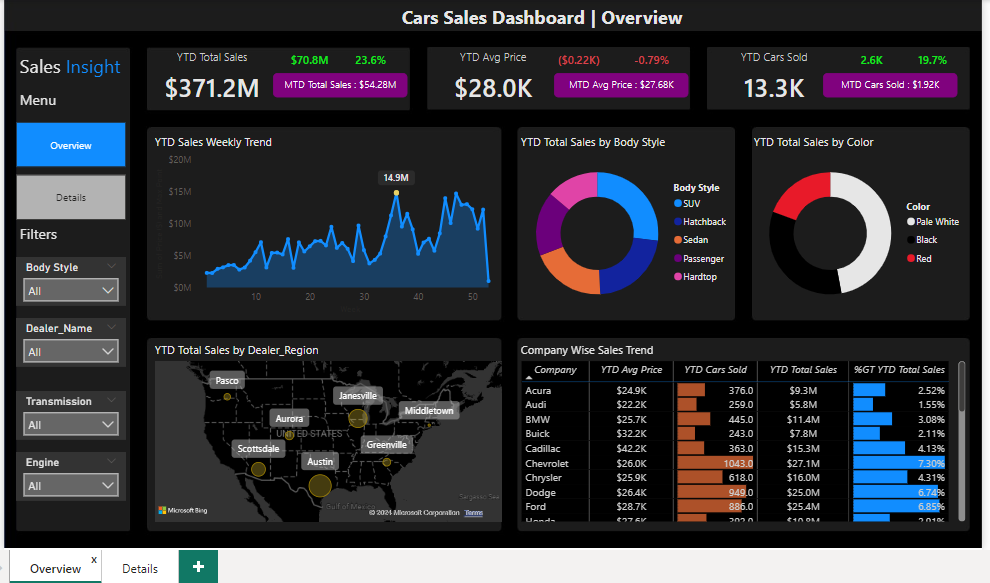 Cars Sales Dashboard | Overview
Sales Insight
Menu
Overview
Details
Filters
Body Style
All
Dealer_Name
All
Transmission
All
Engine
All
YTD Total Sales
$70.8M 23.6%
$371.2M
MTD Total Sales : $54.28M
YTD Avg Price
($0.22K) -0.79%
$28.0K
MTD Avg Price : $27.68K
YTD Cars Sold
2.6K 19.7%
13.3K
MTD Cars Sold : $1.92K
YTD Sales Weekly Trend
$20M
$15M
$10M
$5M
$0M
14.9M
10 20 30 40 50
YTD Total Sales by Body Style
Body Style
SUV
Hatchback
Sedan
Passenger
Hardtop
YTD Total Sales by Color
Color
Pale White
Black
Red
YTD Total Sales by Dealer_Region
Pasco
Janesville
Middletown
Aurora
UNITED STATES
Scottsdale
Greenville
Austin
Sargasso Sea
Gulf of Mexico
Microsoft Bing
© 2024 Microsoft Corporation Terms
Company Wise Sales Trend
Company YTD Avg Price YTD Cars Sold YTD Total Sales %GT YTD Total Sales
Acura $24.9K 376.0 $9.3M 2.52%
Audi $22.2K 259.0 $5.8M 1.55%
BMW $25.7K 445.0 $11.4M 3.08%
Buick $32.2K 243.0 $7.8M 2.11%
Cadillac $42.2K 363.0 $15.3M 4.13%
Chevrolet $26.0K 1043.0 $27.1M 7.30%
Chrysler $25.9K 618.0 $16.0M 4.31%
Dodge $26.4K 949.0 $25.0M 6.74%
Ford $28.7K 886.0 $25.4M 6.85%
Honda $27.6K 392.0 $10.8M 2.91%
Overview x
Details
+